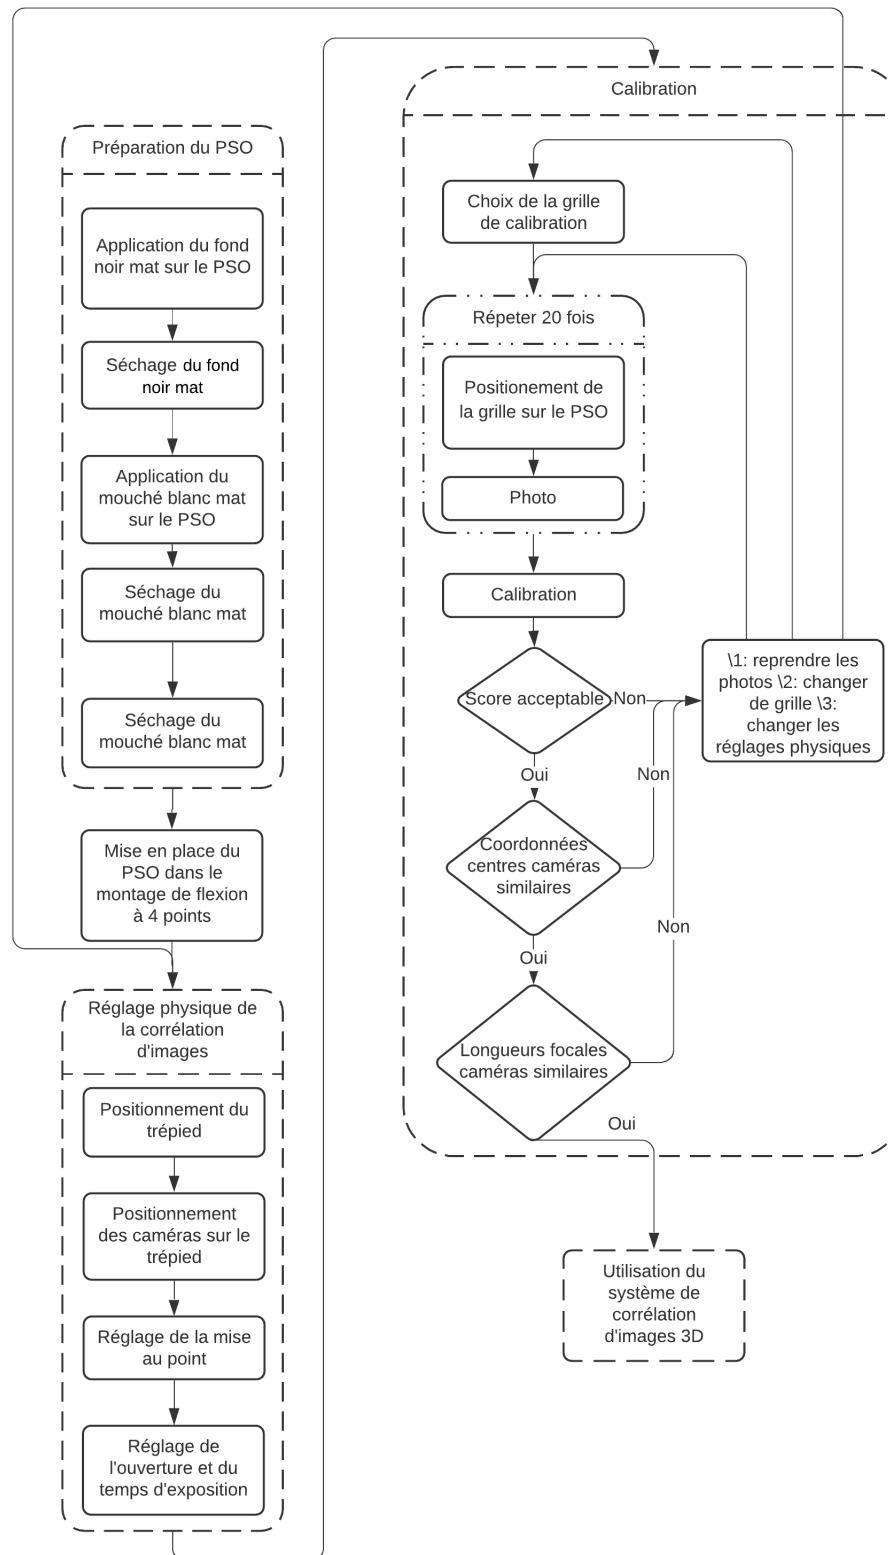 Préparation du PSO
Application du fond
noir mat sur le PSO
Séchage du fond
noir mat
Application du
mouché blanc mat
sur le PSO
Séchage du
mouché blanc mat
Séchage du
mouché blanc mat
Mise en place du
PSO dans le
montage de flexion
à 4 points
Réglage physique de
la corrélation
d'images
Positionnement du
trépied
Positionnement
des caméras sur le
trépied
Réglage de la mise
au point
Réglage de
l'ouverture et du
temps d'exposition
Calibration
Choix de la grille
de calibration
Répeter 20 fois
Positionement de
la grille sur le PSO
Photo
Calibration
Score acceptable
Non
\1: reprendre les
photos \2: changer
de grille \3:
changer les
réglages physiques
Oui
Non
Coordonnées
centres caméras
similaires
Non
Oui
Longueurs focales
caméras similaires
Oui
Utilisation du
système de
corrélation
d'images 3D